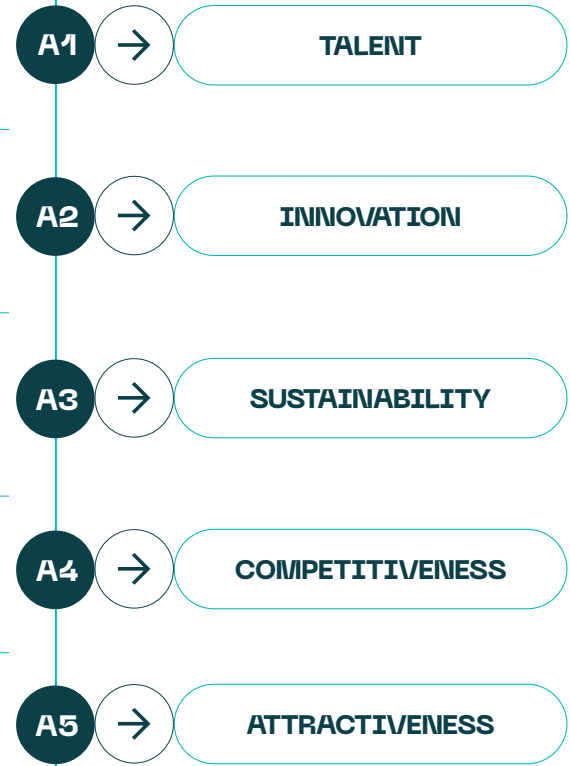 A1 → TALENT
A2 → INNOVATION
A3 → SUSTAINABILITY
A4 → COMPETITIVENESS
A5 → ATTRACTIVENESS